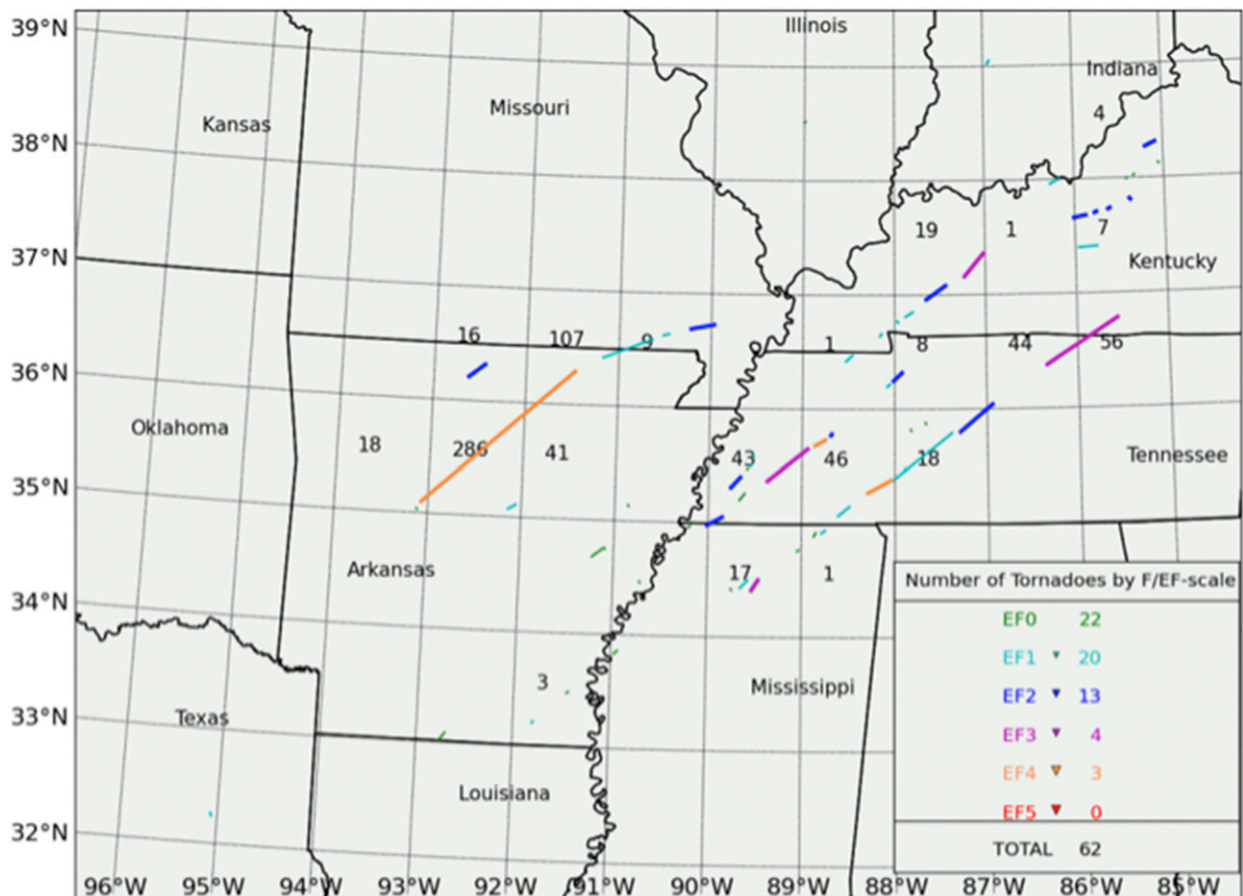 39°N
Illinois
Indiana
Missouri
4
Kansas
38°N
19
1
7
37°N
Kentucky
16
107
9
1
8
44
56
36°N
Oklahoma
18
286
41
43
46
18
Tennessee
35°N
Arkansas
17
1
34°N
3
Mississippi
33°N
Texas
Louisiana
32°N
Number of Tornadoes by F/EF-scale
EF0 22
EF1 20
EF2 13
EF3 4
EF4 3
EF5 0
TOTAL 62
96°W 95°W 94°W 93°W 92°W 91°W 90°W 89°W 88°W 87°W 86°W 85°W